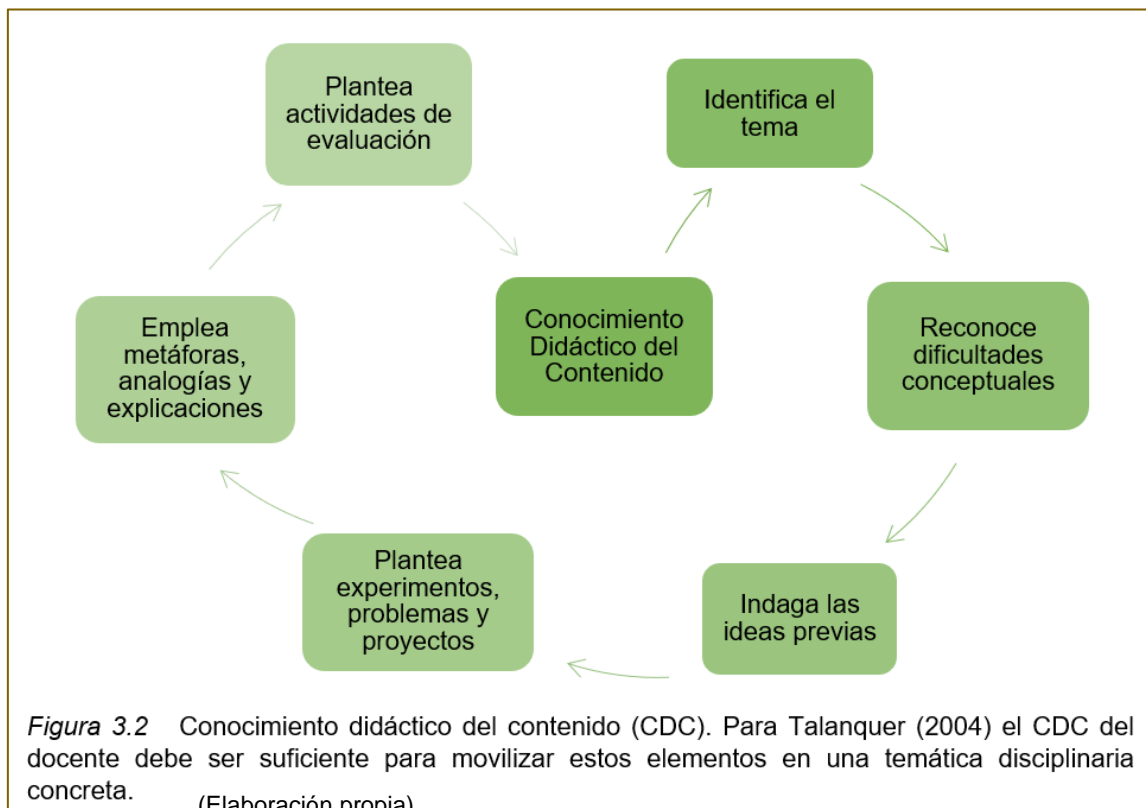 Plantea
actividades de
evaluación
Identifica el
tema
Emplea
metáforas,
analogías y
explicaciones
Conocimiento
Didáctico del
Contenido
Reconoce
dificultades
conceptuales
Plantea
experimentos,
problemas y
proyectos
Indaga las
ideas previas
Figura 3.2 Conocimiento didáctico del contenido (CDC). Para Talanquer (2004) el CDC del
docente debe ser suficiente para movilizar estos elementos en una temática disciplinaria
concreta.
(Elaboración propia)